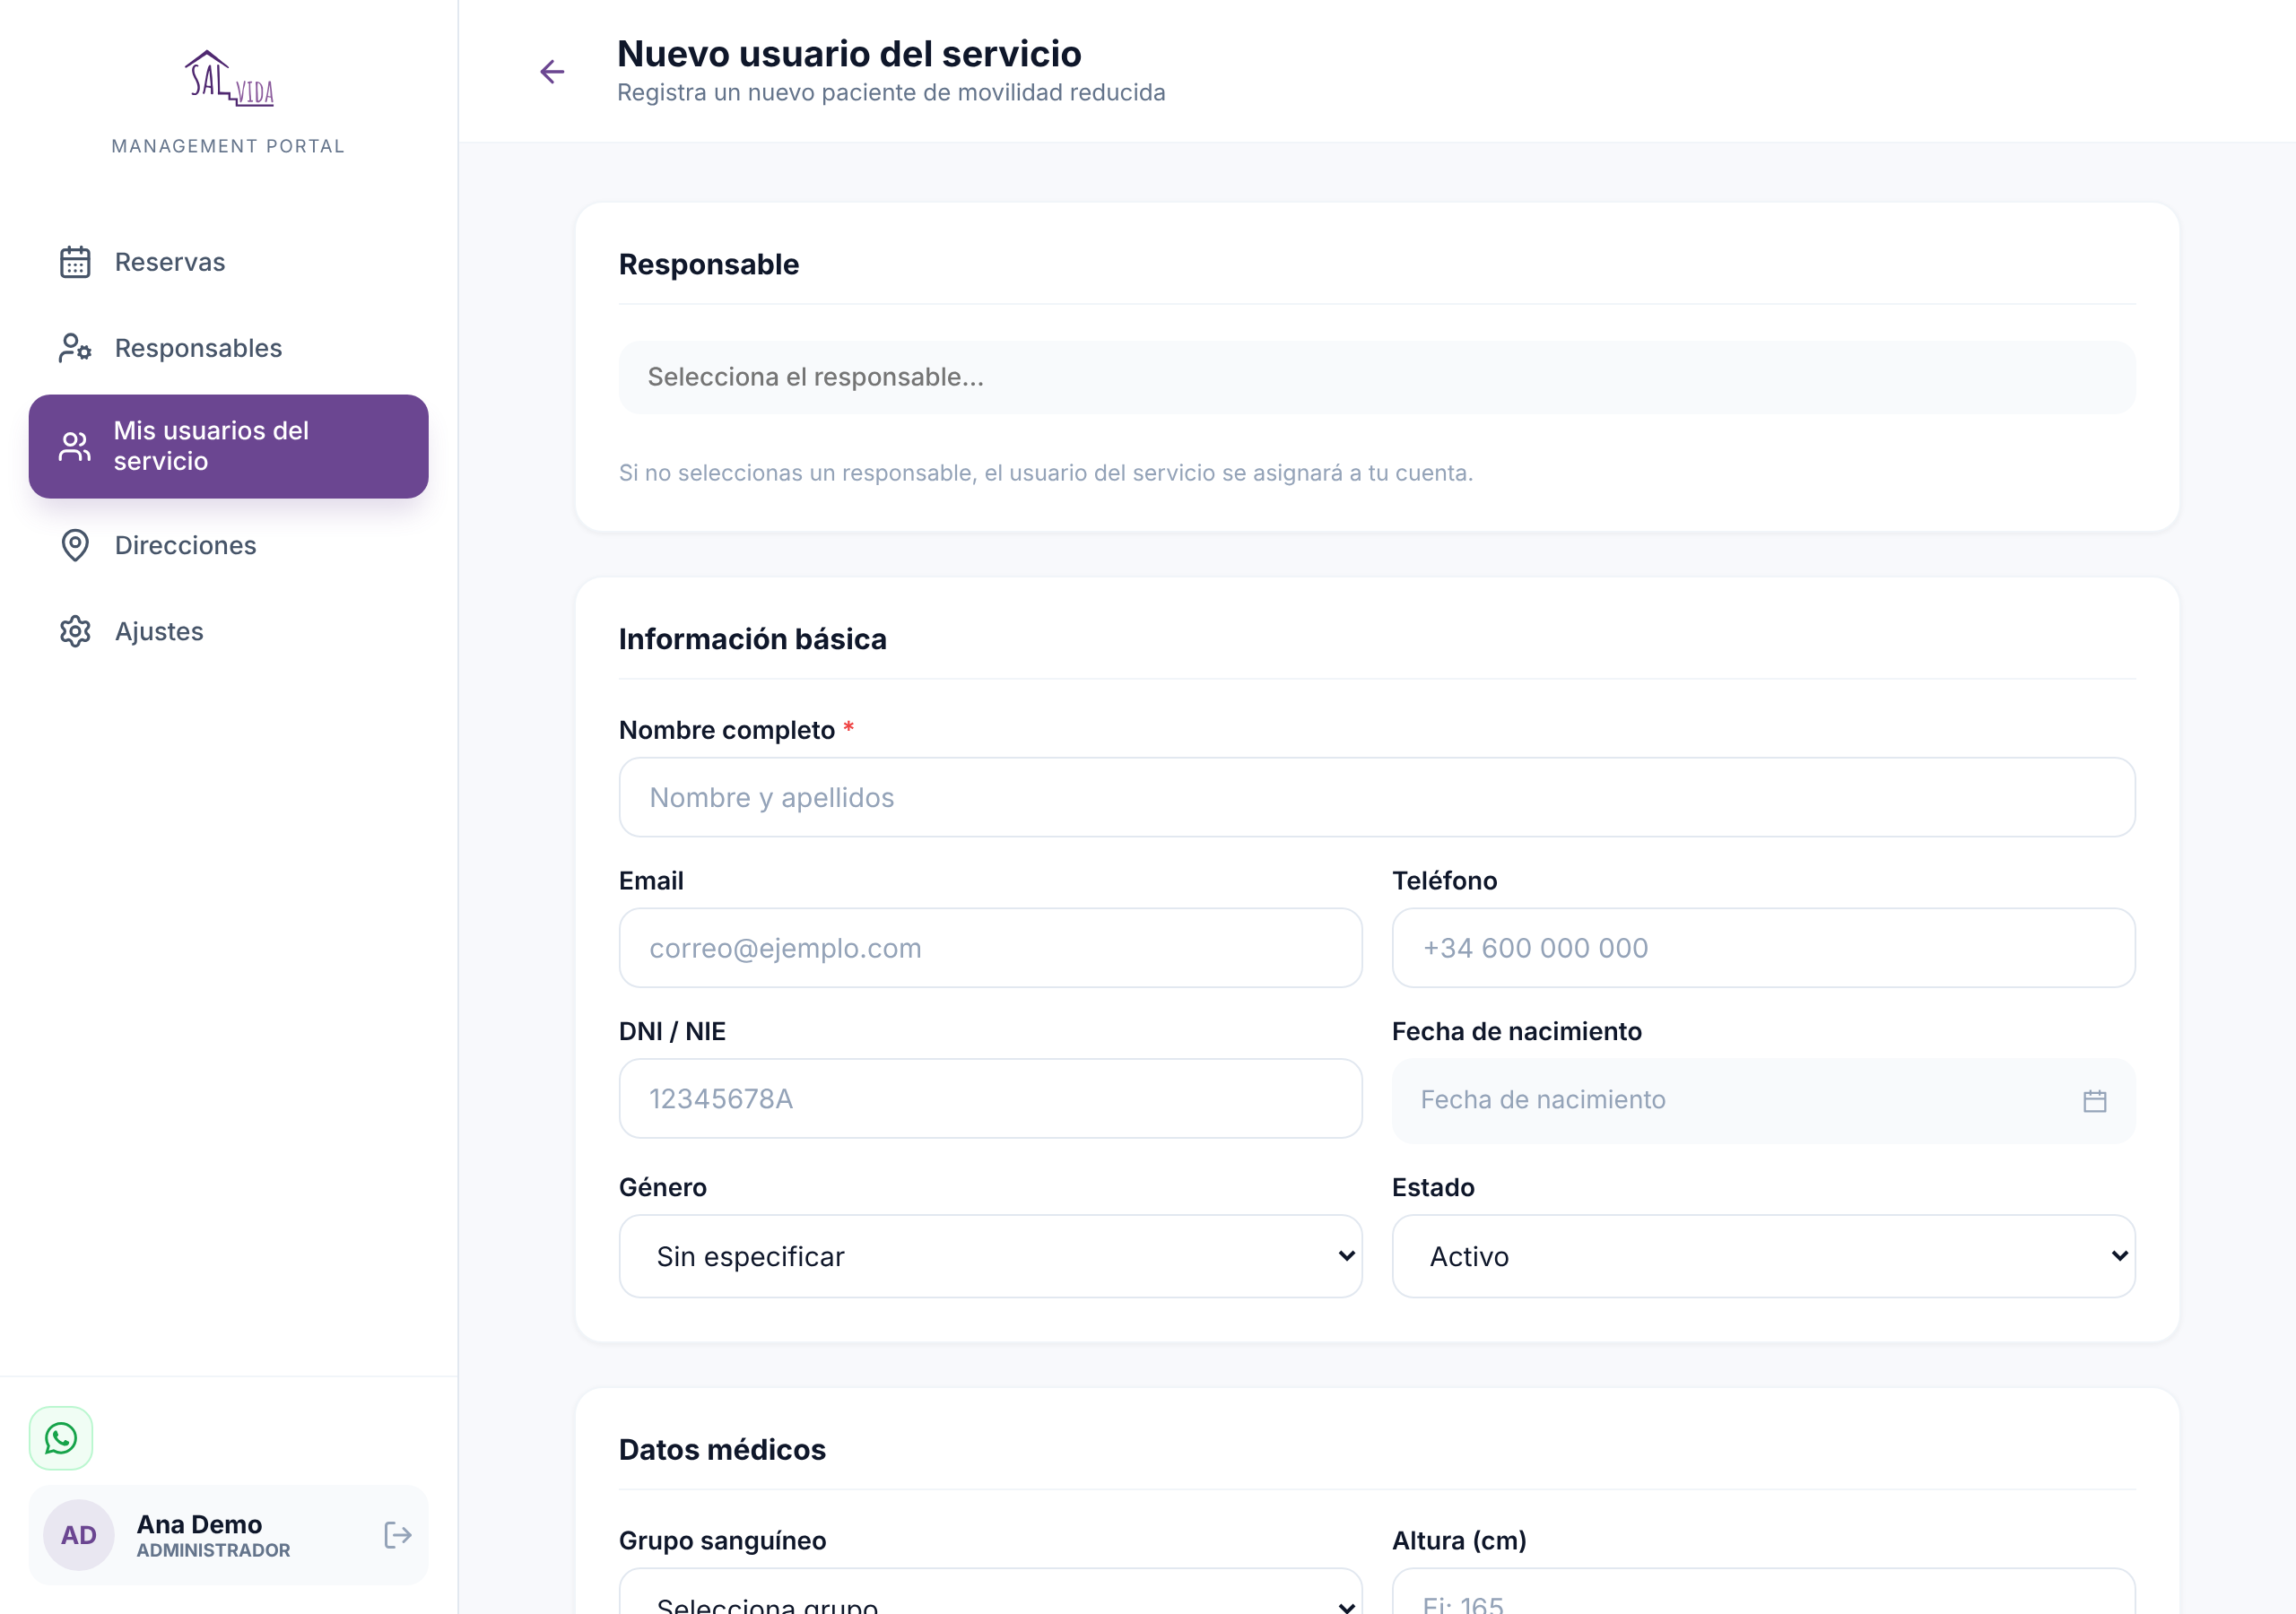 SAL VIDA
MANAGEMENT PORTAL
Reservas
Responsables
Mis usuarios del
servicio
Direcciones
Ajustes
AD
Ana Demo
ADMINISTRADOR
Nuevo usuario del servicio
Registra un nuevo paciente de movilidad reducida
Responsable
Selecciona el responsable...
Si no seleccionas un responsable, el usuario del servicio se asignará a tu cuenta.
Información básica
Nombre completo *
Nombre y apellidos
Email
Teléfono
correo@ejemplo.com
+34 600 000 000
DNI / NIE
Fecha de nacimiento
12345678A
Fecha de nacimiento
Género
Estado
Sin especificar
Activo
Datos médicos
Grupo sanguíneo
Altura (cm)
Selecciona grupo
Ej: 165